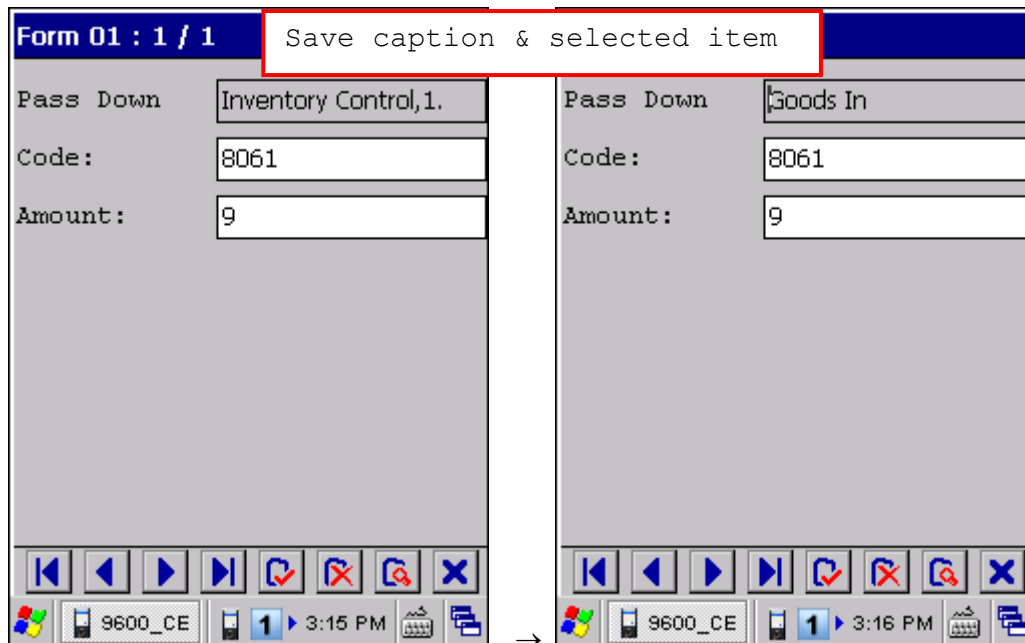 Save caption & selected item
Form 01 : 1 / 1
Pass Down
Inventory Control,1.
Code:
8061
Amount:
9
9600_CE
1
3:15 PM
→
Pass Down
Goods In
Code:
8061
Amount:
9
9600_CE
1
3:16 PM